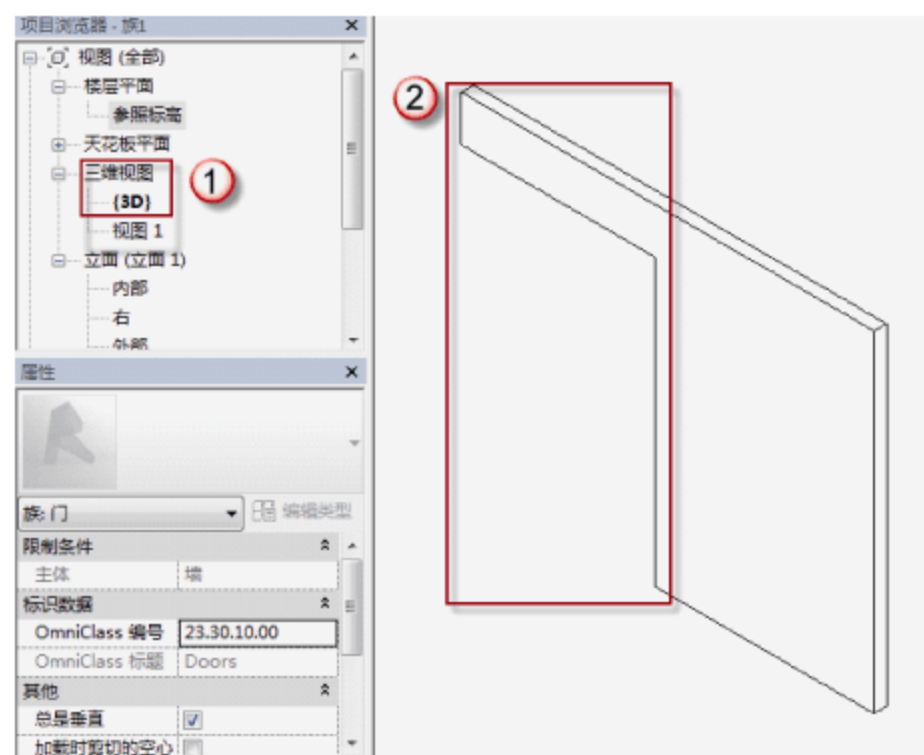 项目浏览器 - 族1
视图 (全部)
楼层平面
参照标高
天花板平面
三维视图
{3D}
视图 1
立面 (立面 1)
内部
右
外部
属性
族: 门
编辑类型
限制条件
主体 墙
标识数据
OmniClass 编号 23.30.10.00
OmniClass 标题 Doors
其他
总是垂直
加载时剪切的空心
1
2